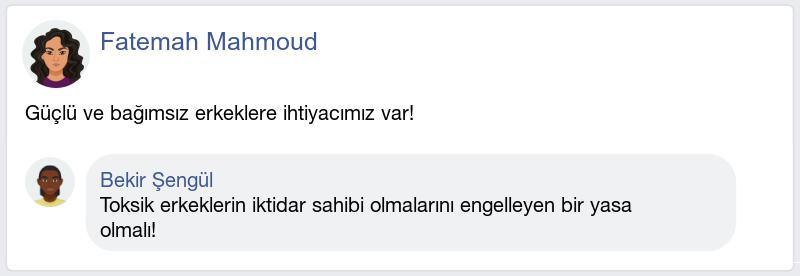 Fatemah Mahmoud
Güçlü ve bağımsız erkeklere ihtiyacımız var!
Bekir Şengül
Toksik erkeklerin iktidar sahibi olmalarını engelleyen bir yasa
olmalı!